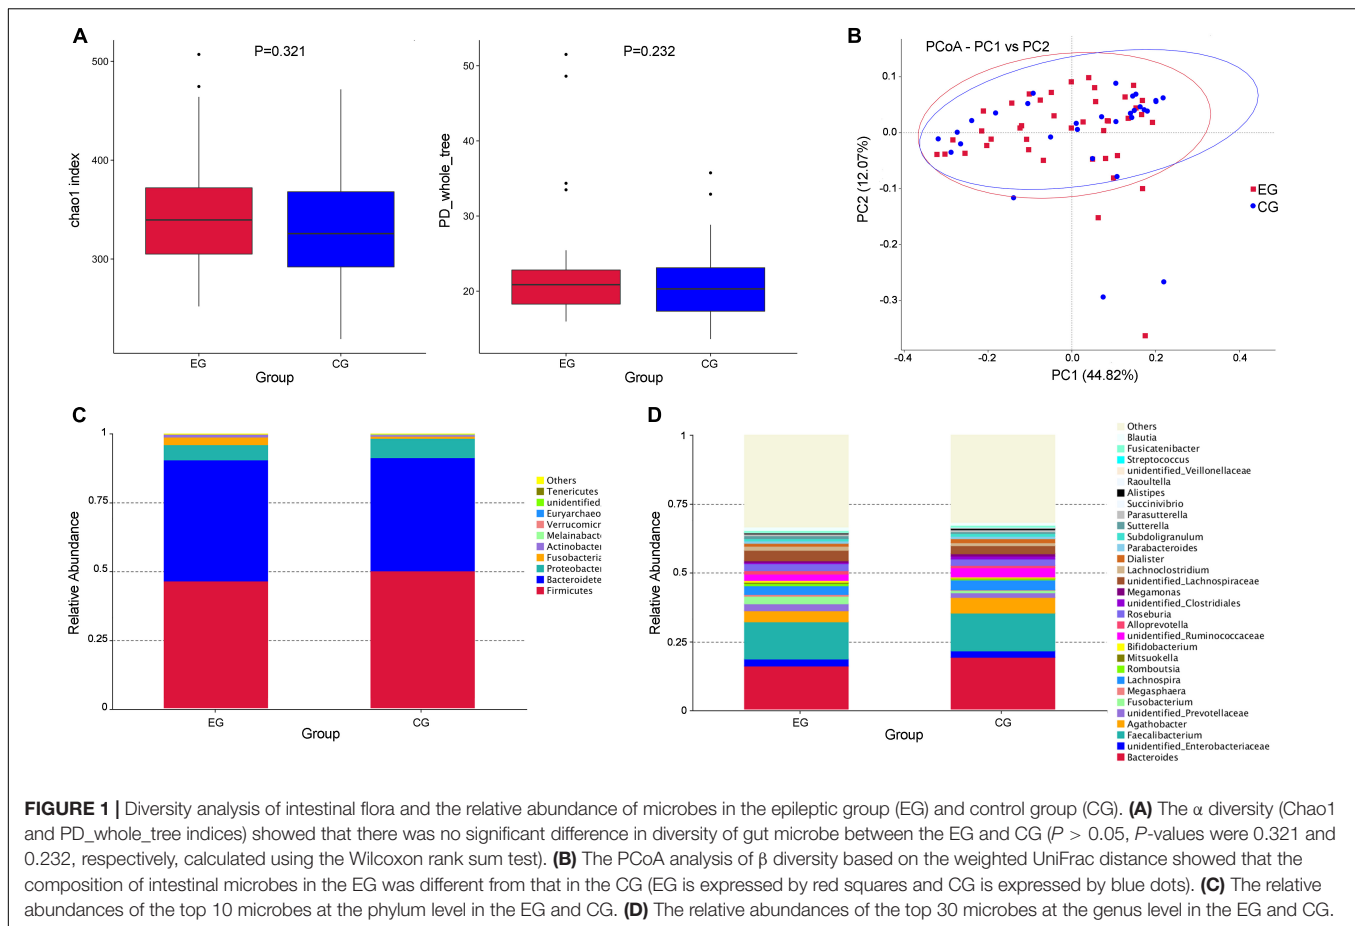 A
P=0.321
500
400
300
chao1 index
EG
CG
Group
P=0.232
50
40
30
20
PD_whole_tree
EG
CG
Group
B
PCoA - PC1 vs PC2
0.1
0.0
-0.1
-0.2
-0.3
PC2 (12.07%)
-0.4
-0.2
0.0
0.2
0.4
PC1 (44.82%)
EG
CG
C
1
0.75
0.5
0.25
0
Relative Abundance
EG
CG
Group
Others
Tenericutes
unidentified_
Euryarchaeo
Verrucomicr
Melainabact
Actinobacter
Fusobacteria
Proteobacter
Bacteroidete
Firmicutes
D
1
0.75
0.5
0.25
0
Relative Abundance
EG
CG
Group
Others
Blautia
Fusicatenibacter
Streptococcus
unidentified_Veillonellaceae
Raoultella
Alistipes
Succinivibrio
Parasutterella
Sutterella
Subdoligranulum
Parabacteroides
Dialister
Lachnoclostridium
unidentified_Lachnospiraceae
Megamonas
unidentified_Clostridiales
Roseburia
Alloprevotella
unidentified_Ruminococcaceae
Bifidobacterium
Mitsuokella
Romboutsia
Lachnospira
Megasphaera
Fusobacterium
unidentified_Prevotellaceae
Agathobacter
Faecalibacterium
unidentified_Enterobacteriaceae
Bacteroides
FIGURE 1 | Diversity analysis of intestinal flora and the relative abundance of microbes in the epileptic group (EG) and control group (CG). (A) The α diversity (Chao1
and PD_whole_tree indices) showed that there was no significant difference in diversity of gut microbe between the EG and CG (P > 0.05, P-values were 0.321 and
0.232, respectively, calculated using the Wilcoxon rank sum test). (B) The PCoA analysis of β diversity based on the weighted UniFrac distance showed that the
composition of intestinal microbes in the EG was different from that in the CG (EG is expressed by red squares and CG is expressed by blue dots). (C) The relative
abundances of the top 10 microbes at the phylum level in the EG and CG. (D) The relative abundances of the top 30 microbes at the genus level in the EG and CG.